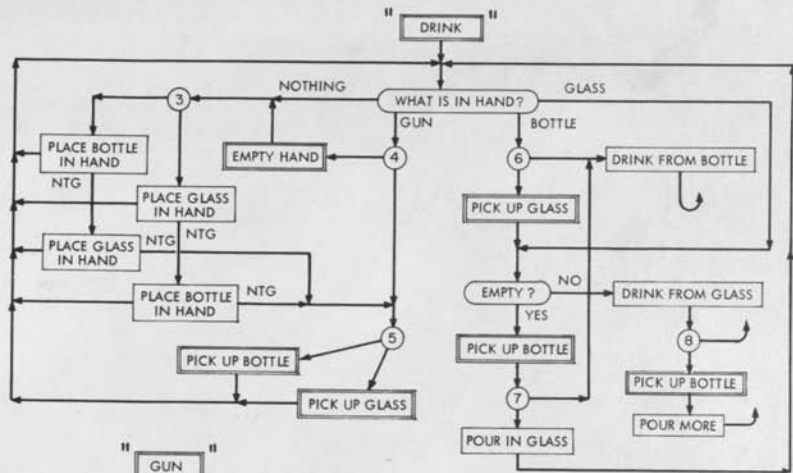 " DRINK "
NOTHING
WHAT IS IN HAND?
GLASS
3
GUN
BOTTLE
PLACE BOTTLE
IN HAND
EMPTY HAND
4
6
DRINK FROM BOTTLE
NTG
PLACE GLASS
IN HAND
PICK UP GLASS
PLACE GLASS
IN HAND
NTG
NTG
PLACE BOTTLE
IN HAND
NTG
EMPTY ?
NO
DRINK FROM GLASS
YES
5
8
PICK UP BOTTLE
PICK UP BOTTLE
PICK UP BOTTLE
PICK UP GLASS
7
POUR MORE
POUR IN GLASS
" GUN "